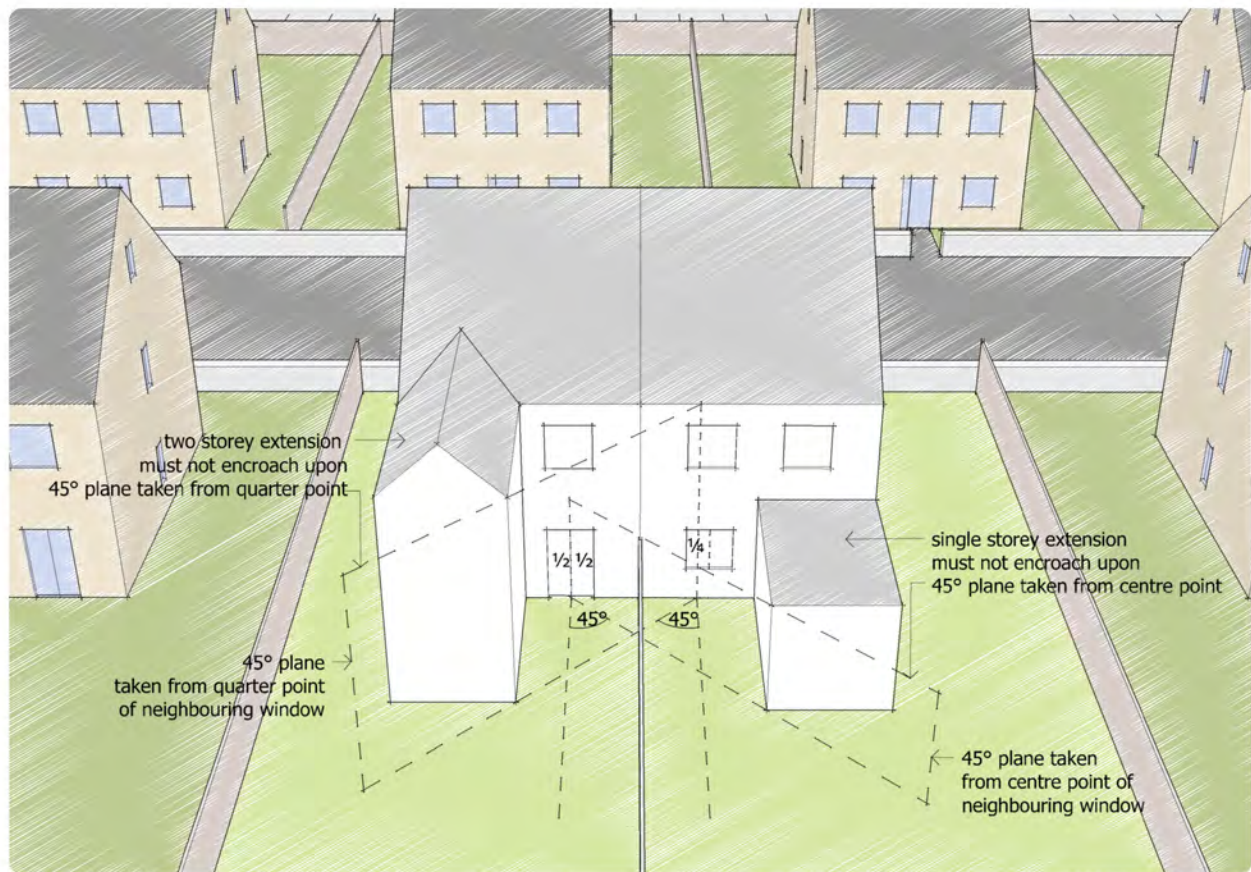 two storey extension
must not encroach upon
45° plane taken from quarter point
½ ½
¼
single storey extension
must not encroach upon
45° plane taken from centre point
45°
45°
45° plane
taken from quarter point
of neighbouring window
45° plane taken
from centre point of
neighbouring window